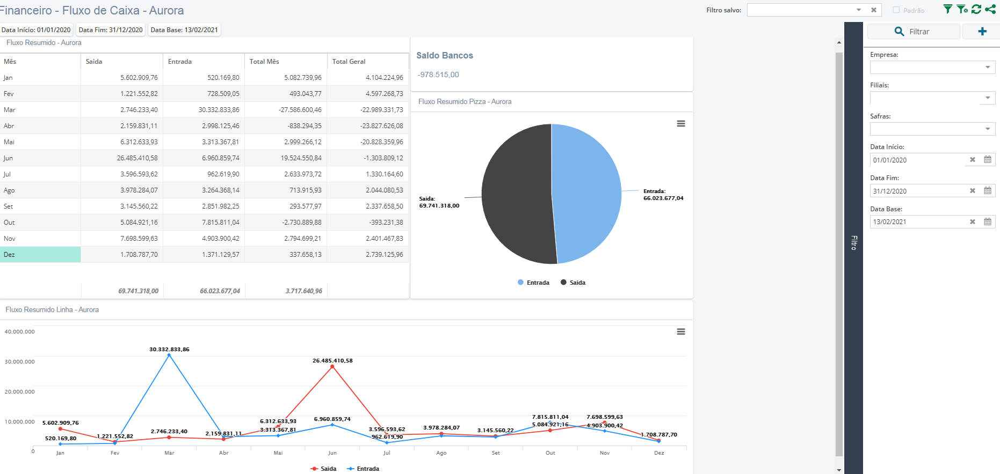 Financeiro - Fluxo de Caixa - Aurora
Filtro salvo:
Padrão
Data Início: 01/01/2020 Data Fim: 31/12/2020 Data Base: 13/02/2021
Fluxo Resumido - Aurora
Mês Saida Entrada Total Mês Total Geral
Jan 5.602.909,76 520.169,80 5.082.739,96 4.104.224,96
Fev 1.221.552,82 728.509,05 493.043,77 4.597.268,73
Mar 2.746.233,40 30.332.833,86 -27.586.600,46 -22.989.331,73
Abr 2.159.831,11 2.998.125,46 -838.294,35 -23.827.626,08
Mai 6.312.633,93 3.313.367,81 2.999.266,12 -20.828.359,96
Jun 26.485.410,58 6.960.859,74 19.524.550,84 -1.303.809,12
Jul 3.596.593,62 962.619,90 2.633.973,72 1.330.164,60
Ago 3.978.284,07 3.264.368,14 713.915,93 2.044.080,53
Set 3.145.560,22 2.851.982,25 293.577,97 2.337.658,50
Out 5.084.921,16 7.815.811,04 -2.730.889,88 -393.231,38
Nov 7.698.599,63 4.903.900,42 2.794.699,21 2.401.467,83
Dez 1.708.787,70 1.371.129,57 337.658,13 2.739.125,96
69.741.318,00 66.023.677,04 3.717.640,96
Saldo Bancos
-978.515,00
Fluxo Resumido Pizza - Aurora
Saida:
69.741.318,00
Entrada:
66.023.677,04
Entrada Saida
Fluxo Resumido Linha - Aurora
40.000.000
30.000.000
20.000.000
10.000.000
0
5.602.909,76
520.169,80
1.221.552,82
30.332.833,86
2.746.233,40
2.159.831,11
6.312.633,93
3.313.367,81
26.485.410,58
6.960.859,74
3.596.593,62
962.619,90
3.978.284,07
3.145.560,22
7.815.811,04
5.084.921,16
7.698.599,63
4.903.900,42
1.708.787,70
Jan Fev Mar Abr Mai Jun Jul Ago Set Out Nov Dez
Saida Entrada
Filtro
Filtrar
Empresa:
Filiais:
Safras:
Data Início:
01/01/2020
Data Fim:
31/12/2020
Data Base:
13/02/2021